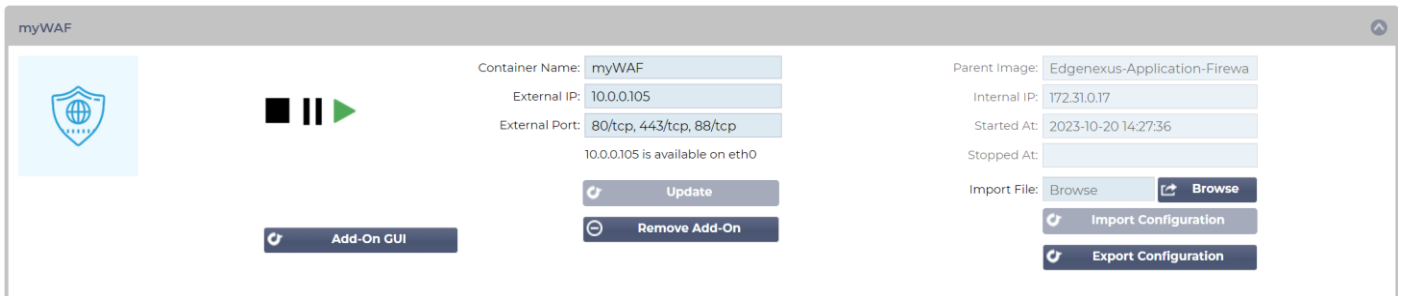 myWAF
Container Name: myWAF
External IP: 10.0.0.105
External Port: 80/tcp, 443/tcp, 88/tcp
10.0.0.105 is available on eth0
Update
Remove Add-On
Add-On GUI
Parent Image: Edgenexus-Application-Firewa
Internal IP: 172.31.0.17
Started At: 2023-10-20 14:27:36
Stopped At:
Import File: Browse Browse
Import Configuration
Export Configuration